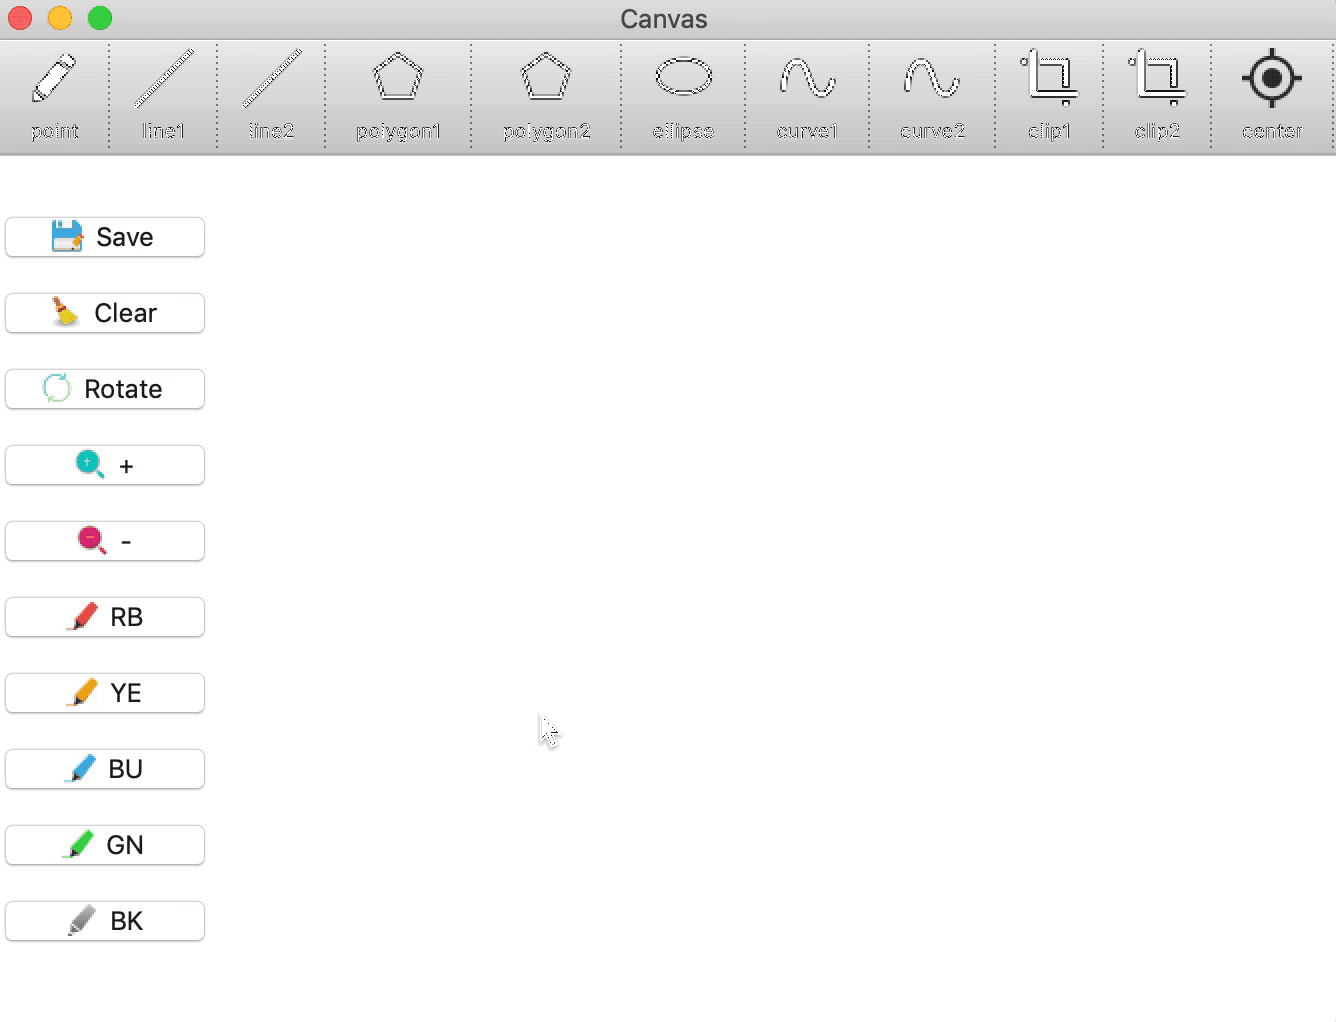 Canvas
point line1 line2 polygon1 polygon2 ellipse curve1 curve2 clip1 clip2 center
Save
Clear
Rotate
+
-
RB
YE
BU
GN
BK